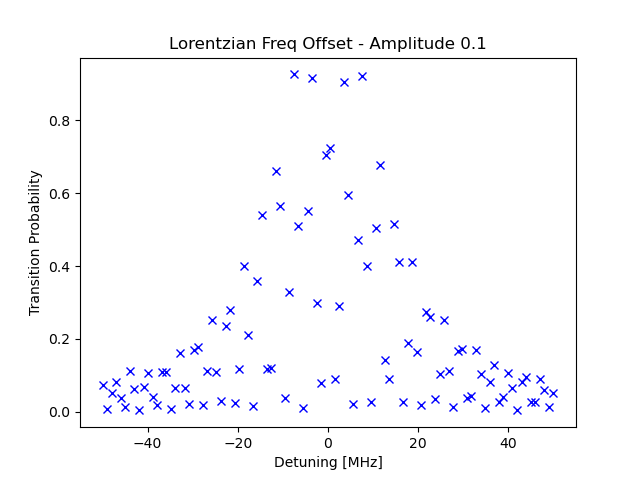 Lorentzian Freq Offset - Amplitude 0.1
Transition Probability
0.8
0.6
0.4
0.2
0.0
−40 −20 0 20 40
Detuning [MHz]